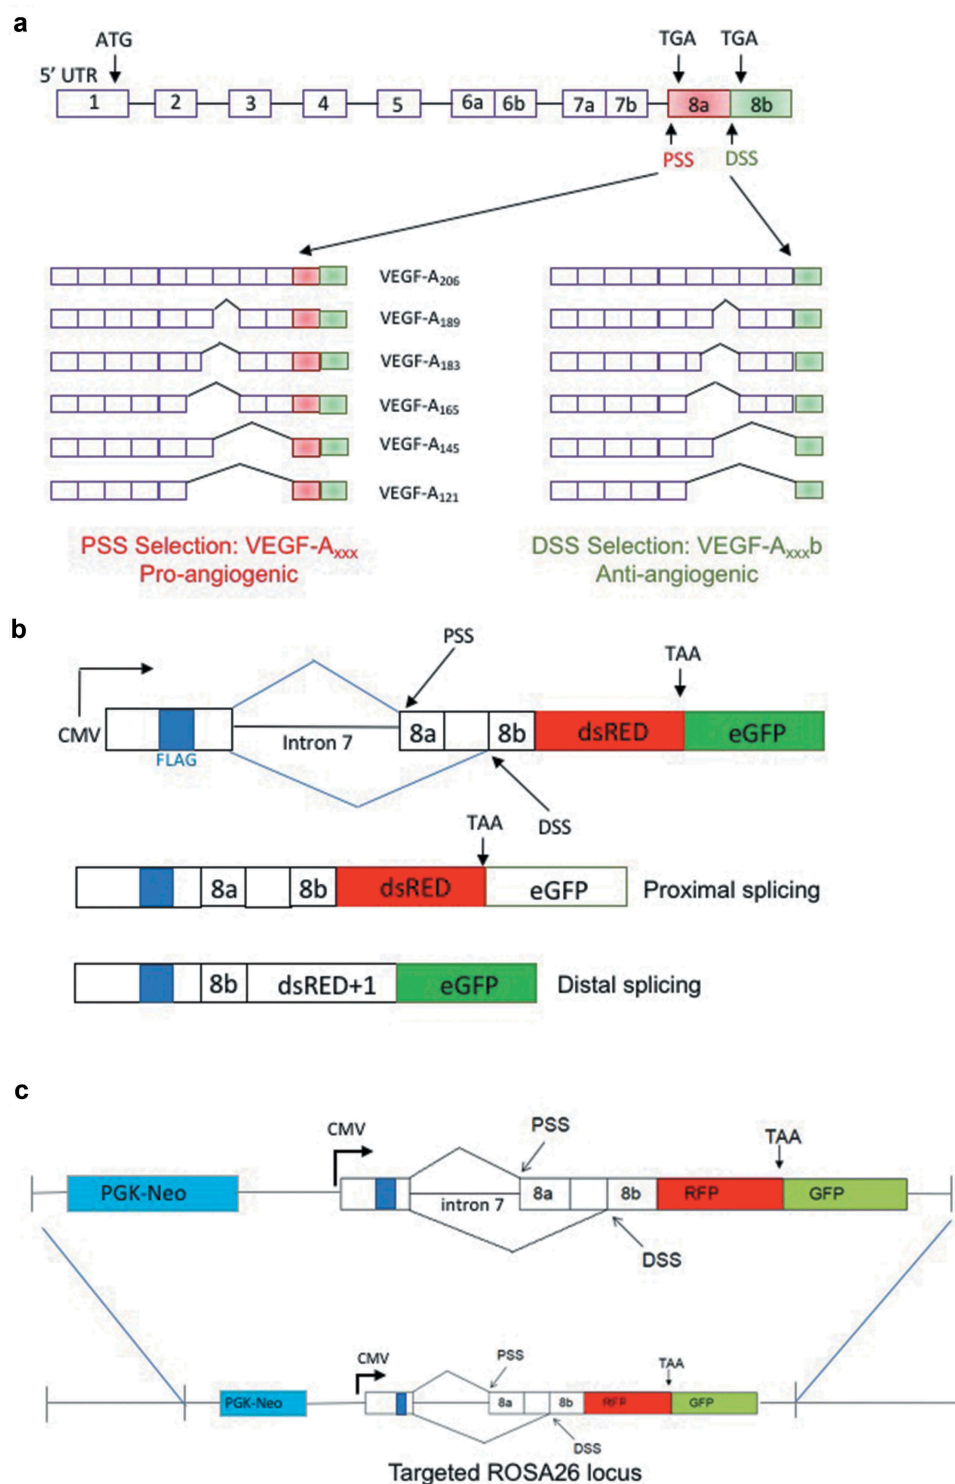 a
ATG
TGA TGA
5' UTR
1 2 3 4 5 6a 6b 7a 7b 8a 8b
PSS DSS
VEGF-A206
VEGF-A189
VEGF-A183
VEGF-A165
VEGF-A145
VEGF-A121
PSS Selection: VEGF-Axxx
Pro-angiogenic
DSS Selection: VEGF-Axxxb
Anti-angiogenic
b
PSS
TAA
CMV
8a 8b dsRED eGFP
Intron 7
FLAG
DSS
TAA
8a 8b dsRED eGFP Proximal splicing
8b dsRED+1 eGFP Distal splicing
c
CMV
PSS
TAA
PGK-Neo
intron 7
8a 8b RFP GFP
DSS
CMV
PSS
TAA
PGK-Neo
8a 8b RFP GFP
DSS
Targeted ROSA26 locus